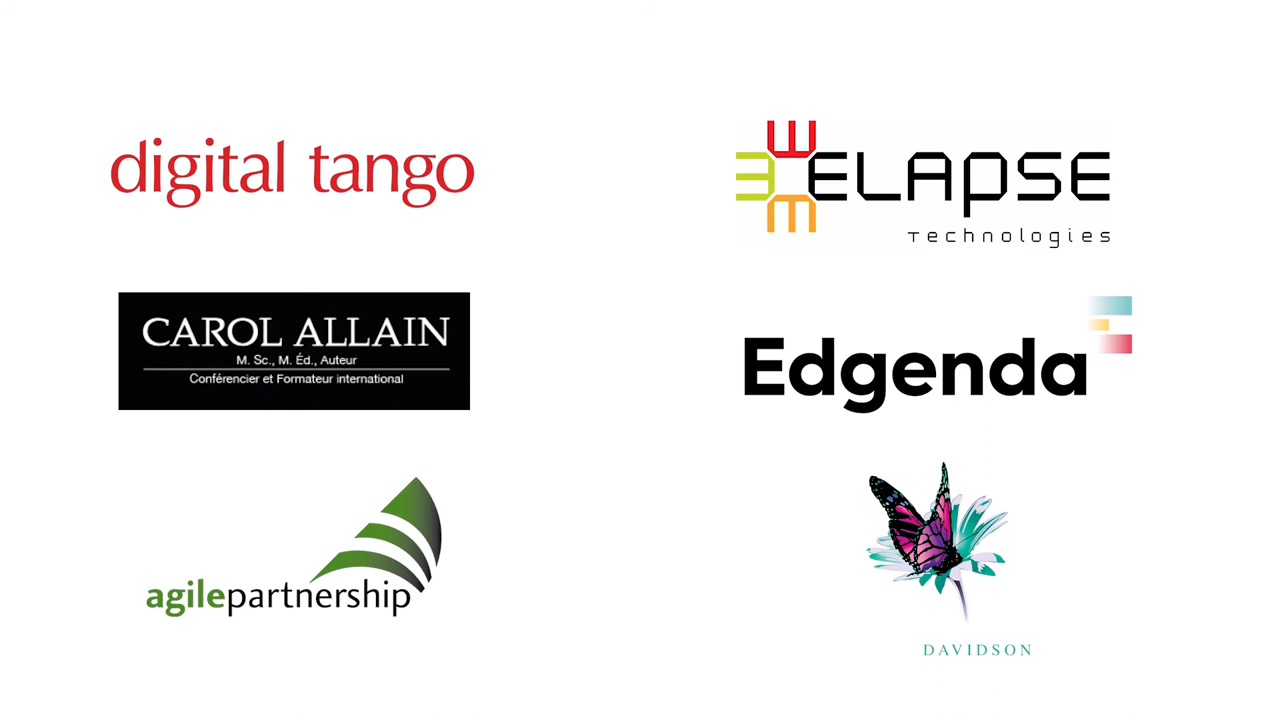 digital tango
ELAPSE
Technologies
CAROL ALLAIN
M. Sc., M. Éd., Auteur
Conférencier et Formateur international
Edgenda
agilepartnership
DAVIDSON